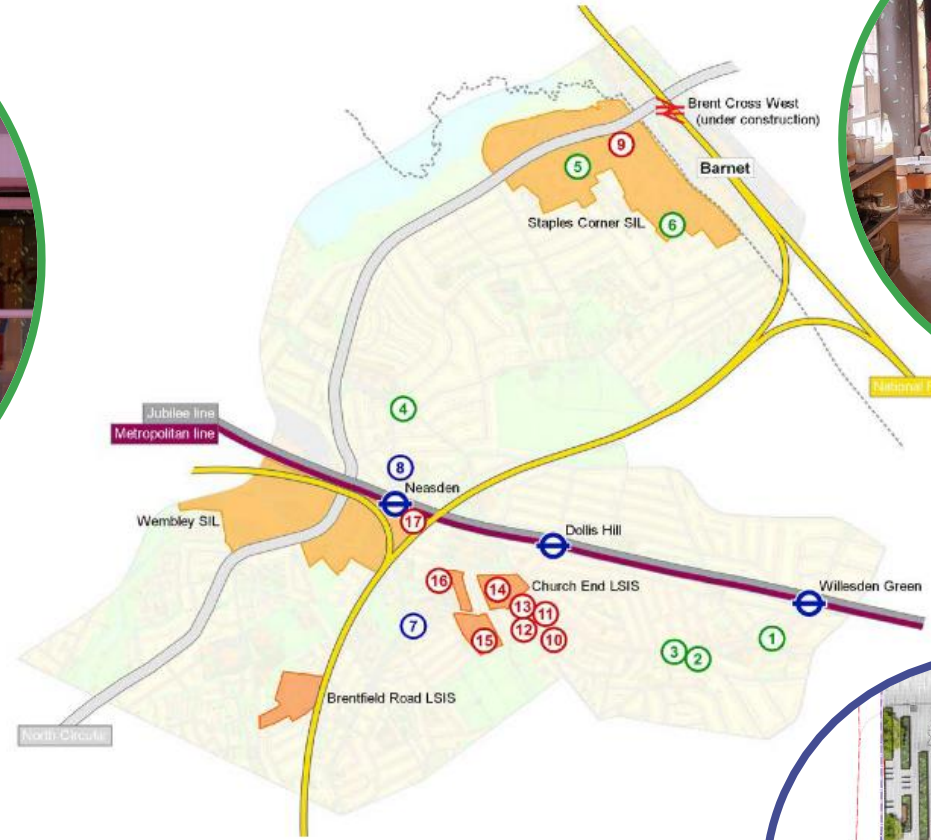 Brent Cross West
(under construction)
9
5
Barnet
Staples Corner SIL
6
National
Jubilee line
Metropolitan line
4
8
Neasden
17
Wembley SIL
Dollis Hill
16
14
Church End LSIS
Willesden Green
13
11
7
12
10
15
1
3
2
Brentfield Road LSIS
North Circular